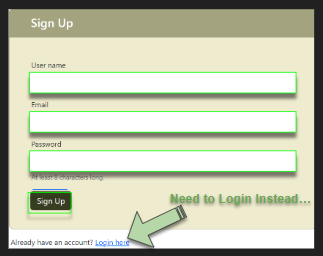 Sign Up
User name
Email
Password
At least 8 characters long
Sign Up
Need to Login Instead...
Already have an account? Login here